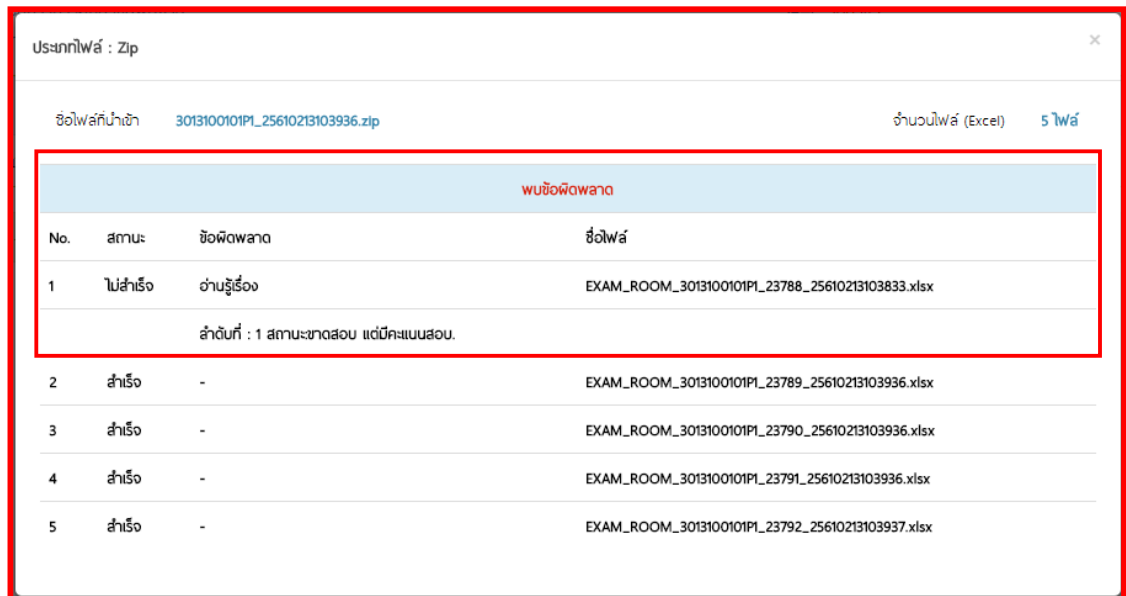 ประเภทไฟล์ : Zip ×
ชื่อไฟล์ที่นำเข้า 3013100101P1_25610213103936.zip จำนวนไฟล์ (Excel) 5 ไฟล์
พบข้อผิดพลาด
No. สถานะ ข้อผิดพลาด ชื่อไฟล์
1 ไม่สำเร็จ อ่านรู้เรื่อง EXAM_ROOM_3013100101P1_23788_25610213103833.xlsx
ลำดับที่ : 1 สถานะขาดสอบ แต่มีคะแนนสอบ.
2 สำเร็จ - EXAM_ROOM_3013100101P1_23789_25610213103936.xlsx
3 สำเร็จ - EXAM_ROOM_3013100101P1_23790_25610213103936.xlsx
4 สำเร็จ - EXAM_ROOM_3013100101P1_23791_25610213103936.xlsx
5 สำเร็จ - EXAM_ROOM_3013100101P1_23792_25610213103937.xlsx